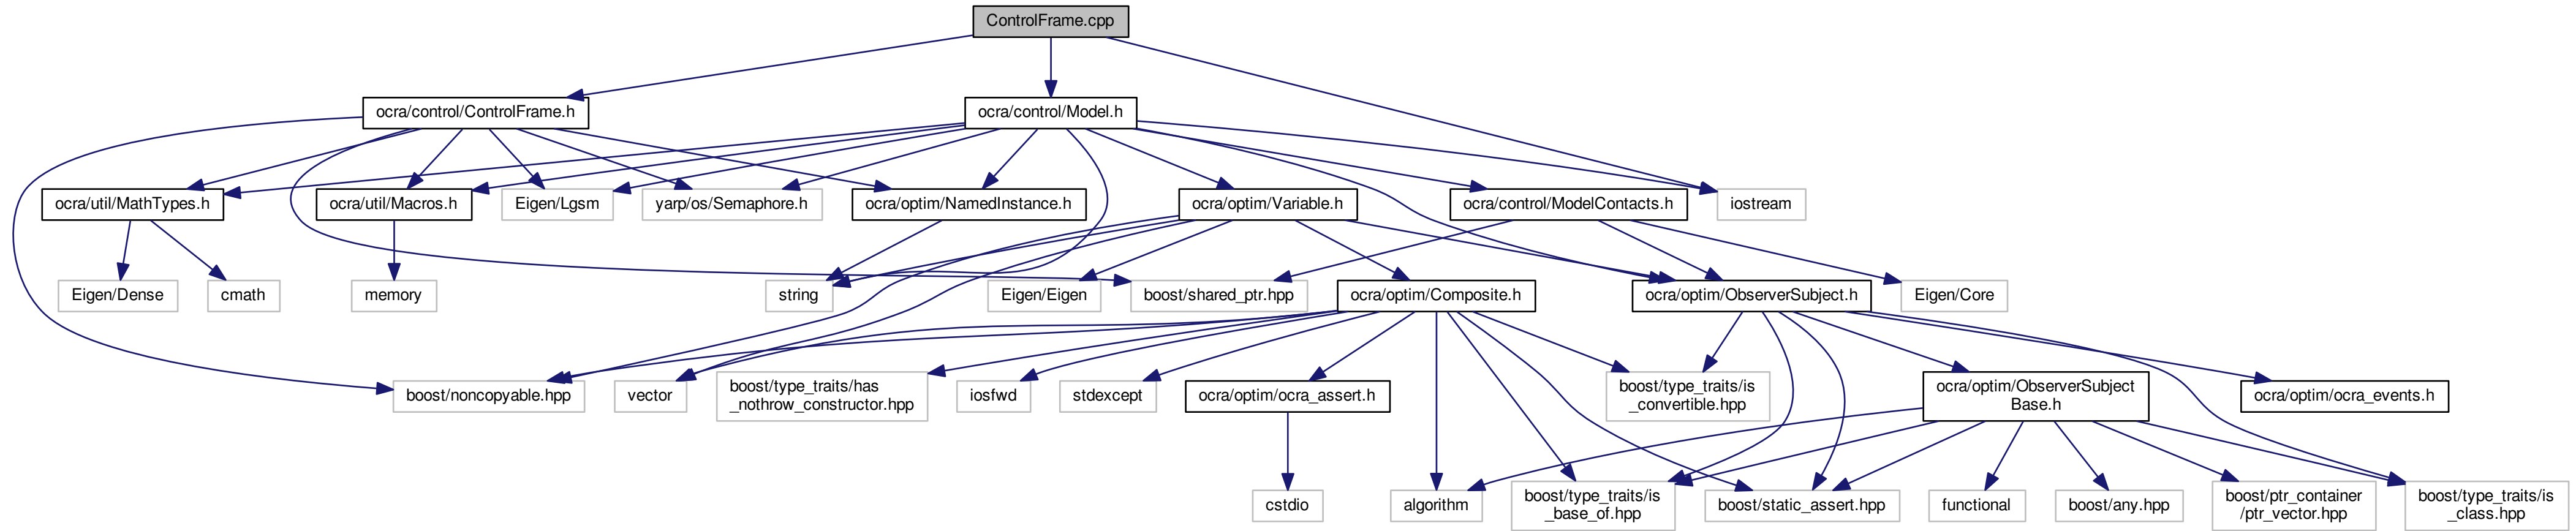 ControlFrame.cpp
ocra/control/ControlFrame.h
ocra/control/Model.h
ocra/util/MathTypes.h
ocra/util/Macros.h
Eigen/Lgsm
yarp/os/Semaphore.h
ocra/optim/NamedInstance.h
ocra/optim/Variable.h
ocra/control/ModelContacts.h
iostream
Eigen/Dense
cmath
memory
string
Eigen/Eigen
boost/shared_ptr.hpp
ocra/optim/Composite.h
ocra/optim/ObserverSubject.h
Eigen/Core
boost/noncopyable.hpp
vector
boost/type_traits/has
_nothrow_constructor.hpp
iosfwd
stdexcept
ocra/optim/ocra_assert.h
boost/type_traits/is
_convertible.hpp
ocra/optim/ObserverSubject
Base.h
ocra/optim/ocra_events.h
cstdio
algorithm
boost/type_traits/is
_base_of.hpp
boost/static_assert.hpp
functional
boost/any.hpp
boost/ptr_container
/ptr_vector.hpp
boost/type_traits/is
_class.hpp